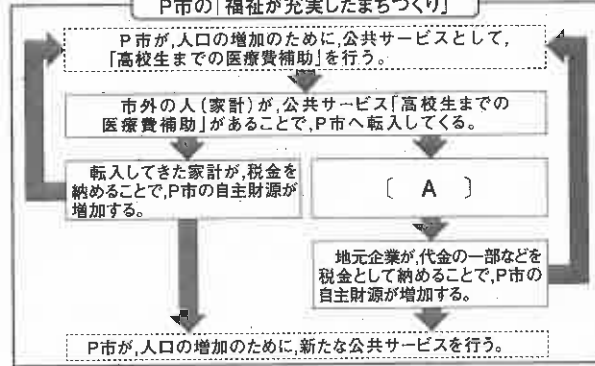 P市の「福祉が充実したまちづくり」
P市が,人口の増加のために,公共サービスとして,
「高校生までの医療費補助」を行う。
市外の人(家計)が,公共サービス「高校生までの
医療費補助」があることで,P市へ転入してくる。
転入してきた家計が,税金を
納めることで,P市の自主財源が
増加する。
〔 A 〕
地元企業が,代金の一部などを
税金として納めることで,P市の
自主財源が増加する。
P市が,人口の増加のために,新たな公共サービスを行う。